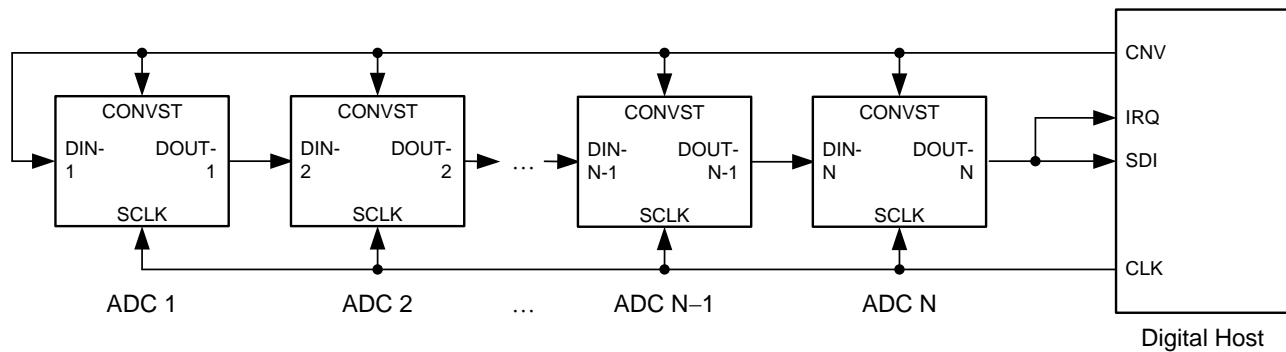 CNV
CONVST CONVST CONVST CONVST
IRQ
DIN- DOUT- DIN- DOUT- DIN- DOUT- DIN- DOUT-
1 1 2 2 ... N-1 N-1 N N
SDI
SCLK SCLK SCLK SCLK
CLK
ADC 1 ADC 2 ... ADC N−1 ADC N
Digital Host